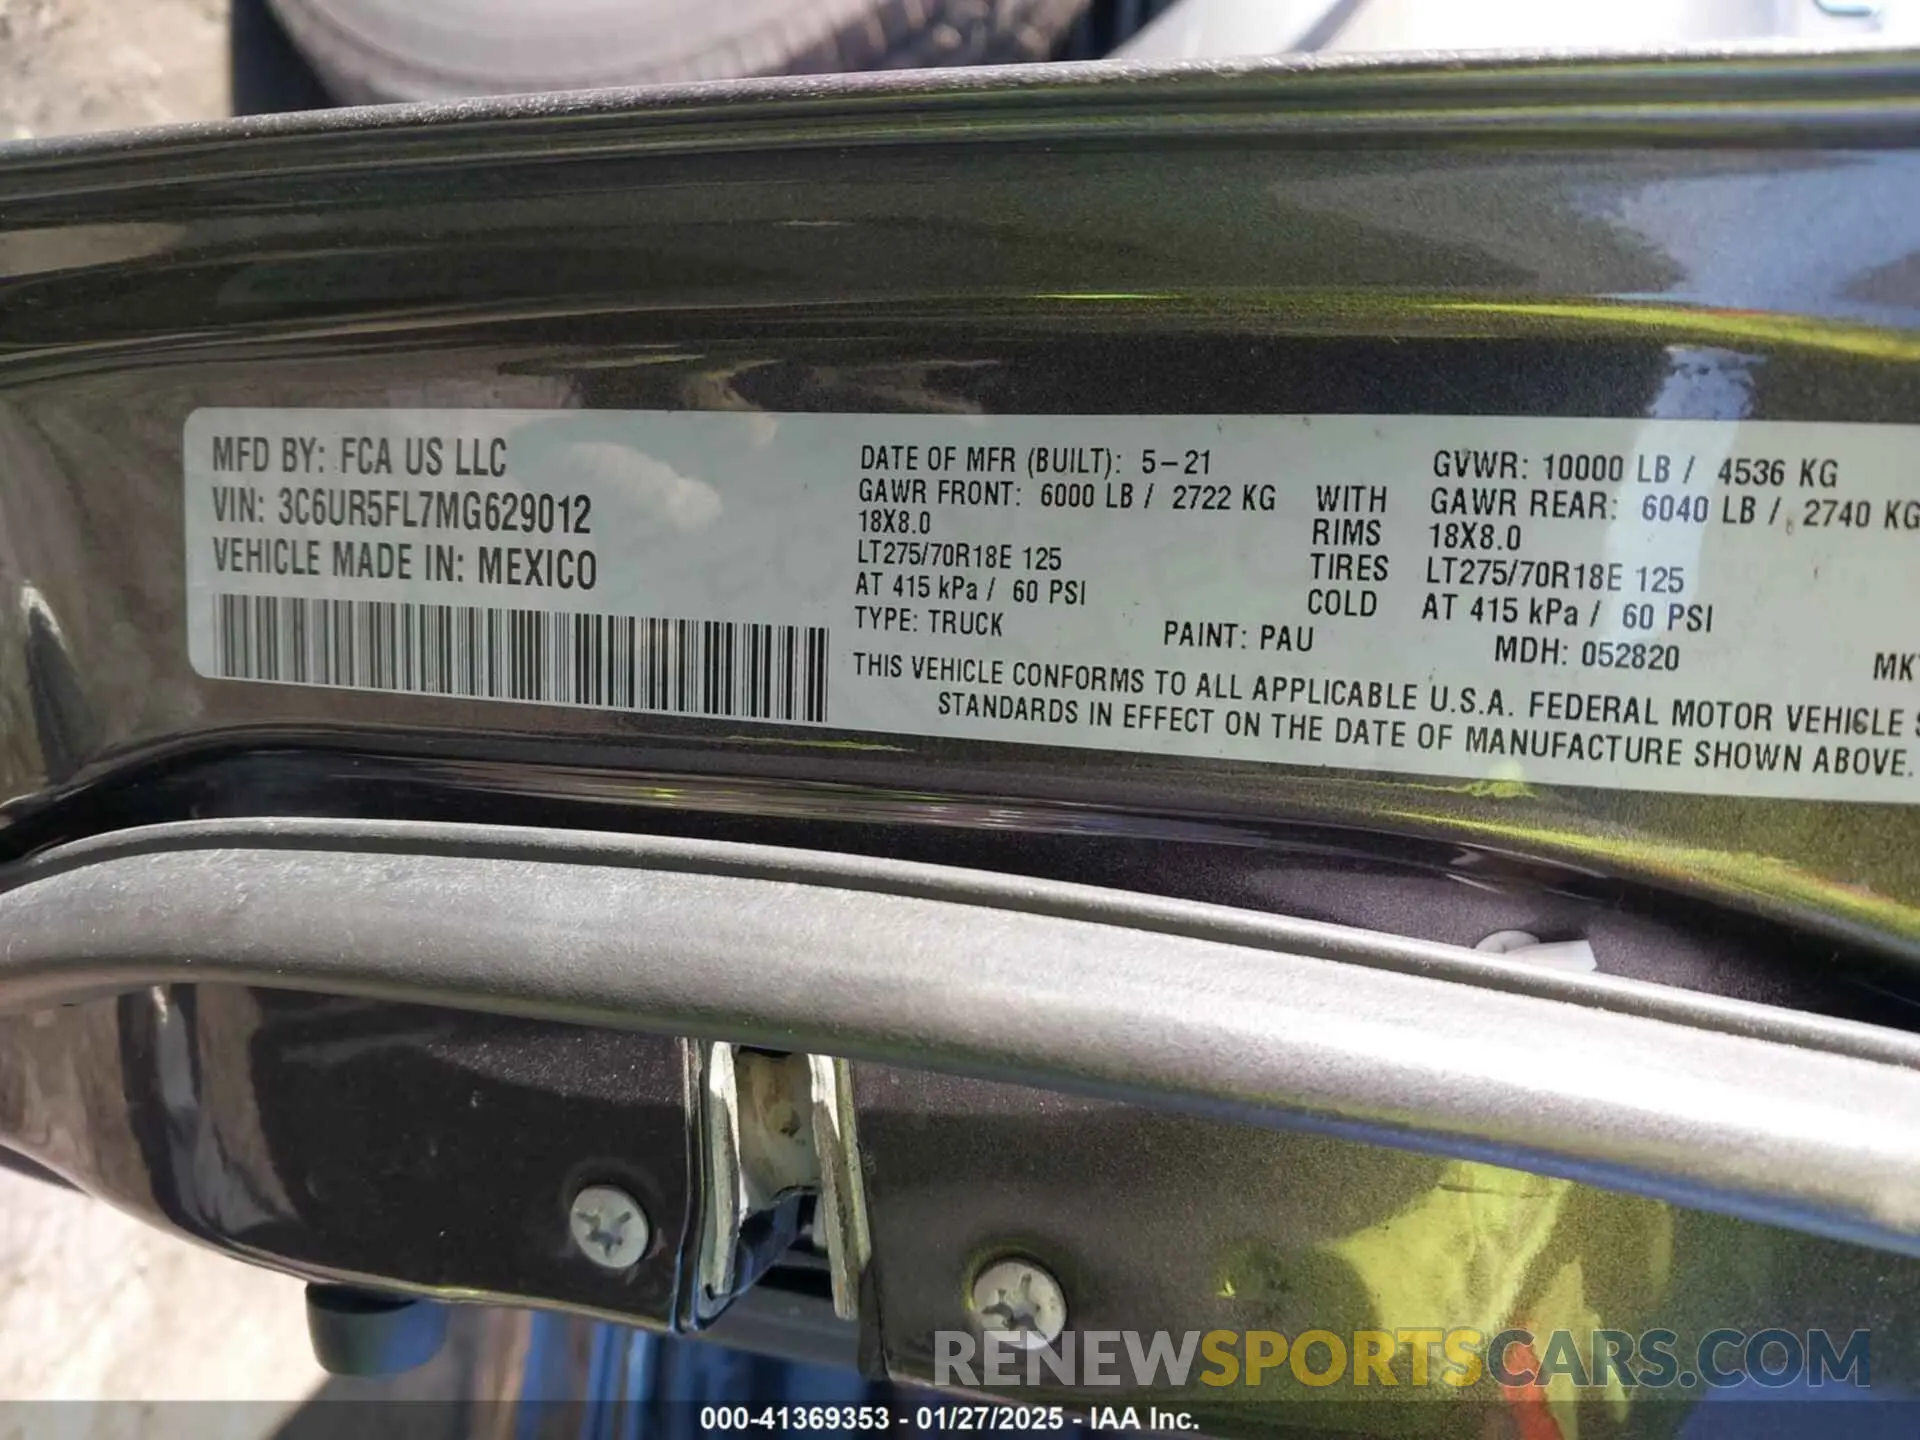 MFD BY: FCA US LLC
VIN: 3C6UR5FL7MG629012
VEHICLE MADE IN: MEXICO
DATE OF MFR (BUILT): 5-21
GVWR: 10000 LB / 4536 KG
GAWR FRONT: 6000 LB / 2722 KG WITH GAWR REAR: 6040 LB / 2740 KG
18X8.0 RIMS 18X8.0
LT275/70R18E 125 TIRES LT275/70R18E 125
AT 415 kPa / 60 PSI COLD AT 415 kPa / 60 PSI
TYPE: TRUCK PAINT: PAU MDH: 052820
THIS VEHICLE CONFORMS TO ALL APPLICABLE U.S.A. FEDERAL MOTOR VEHICLE
STANDARDS IN EFFECT ON THE DATE OF MANUFACTURE SHOWN ABOVE.
RENEWSPORTSCARS.COM
000-41369353 - 01/27/2025 - IAA Inc.